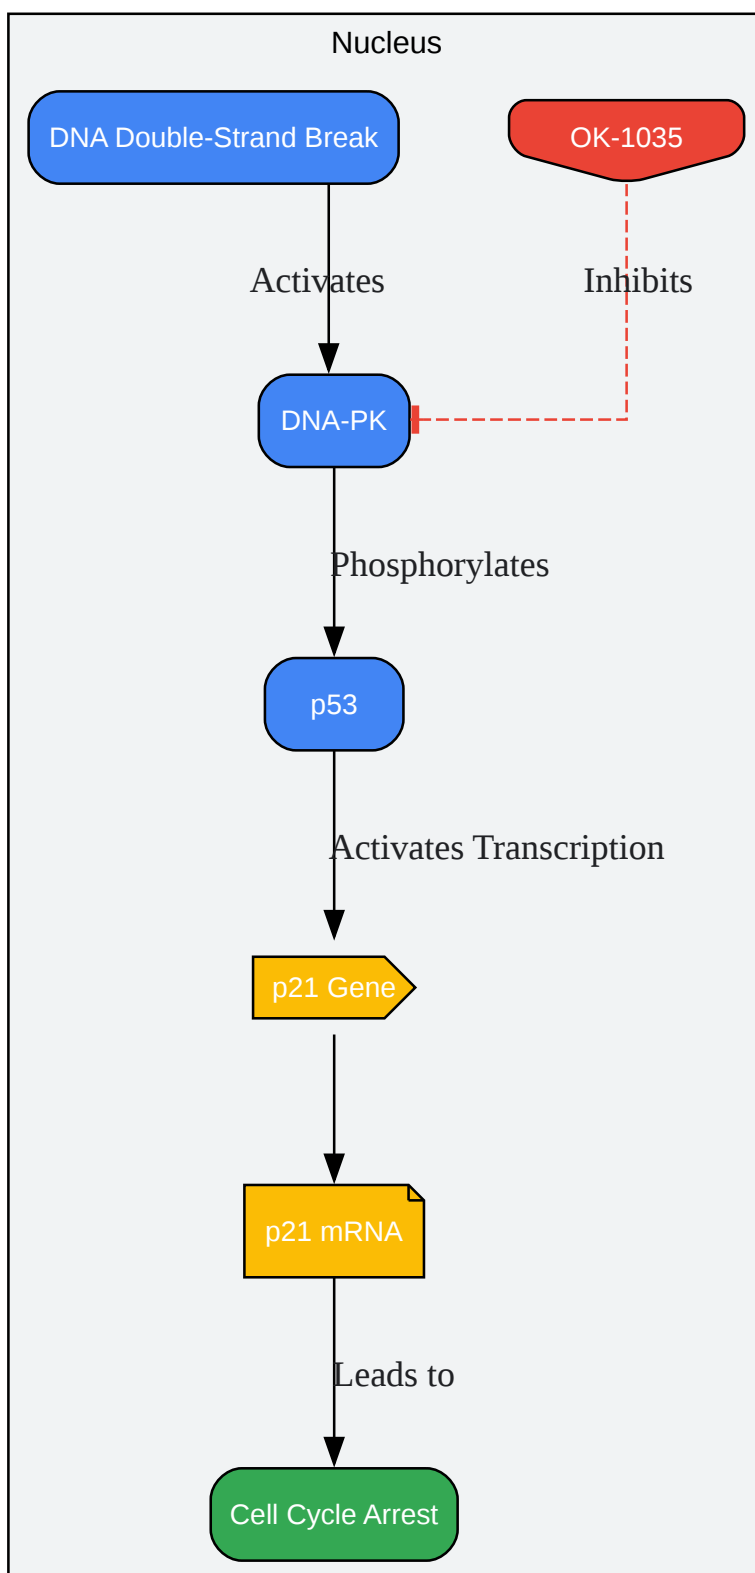 Nucleus
DNA Double-Strand Break
OK-1035
Activates
Inhibits
DNA-PK
Phosphorylates
p53
Activates Transcription
p21 Gene
p21 mRNA
Leads to
Cell Cycle Arrest